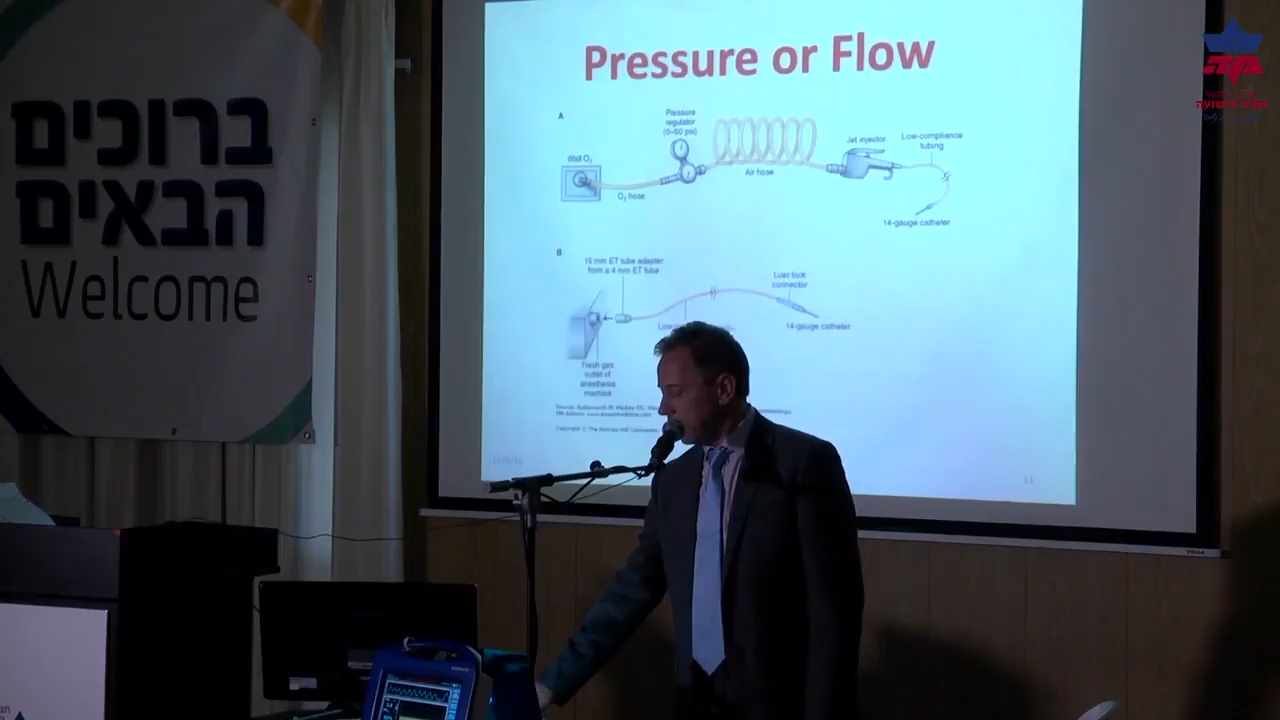 ברוכים
הבאים
Welcome
Pressure or Flow
A
Pressure
regulator
(0–50 psi)
Wall O₂
O₂ hose
Air hose
Jet injector
Low-compliance
tubing
14-gauge catheter
B
15 mm ET tube adapter
from a 4 mm ET tube
Luer lock
connector
14-gauge catheter
Fresh gas
outlet of
anesthesia
machine
11